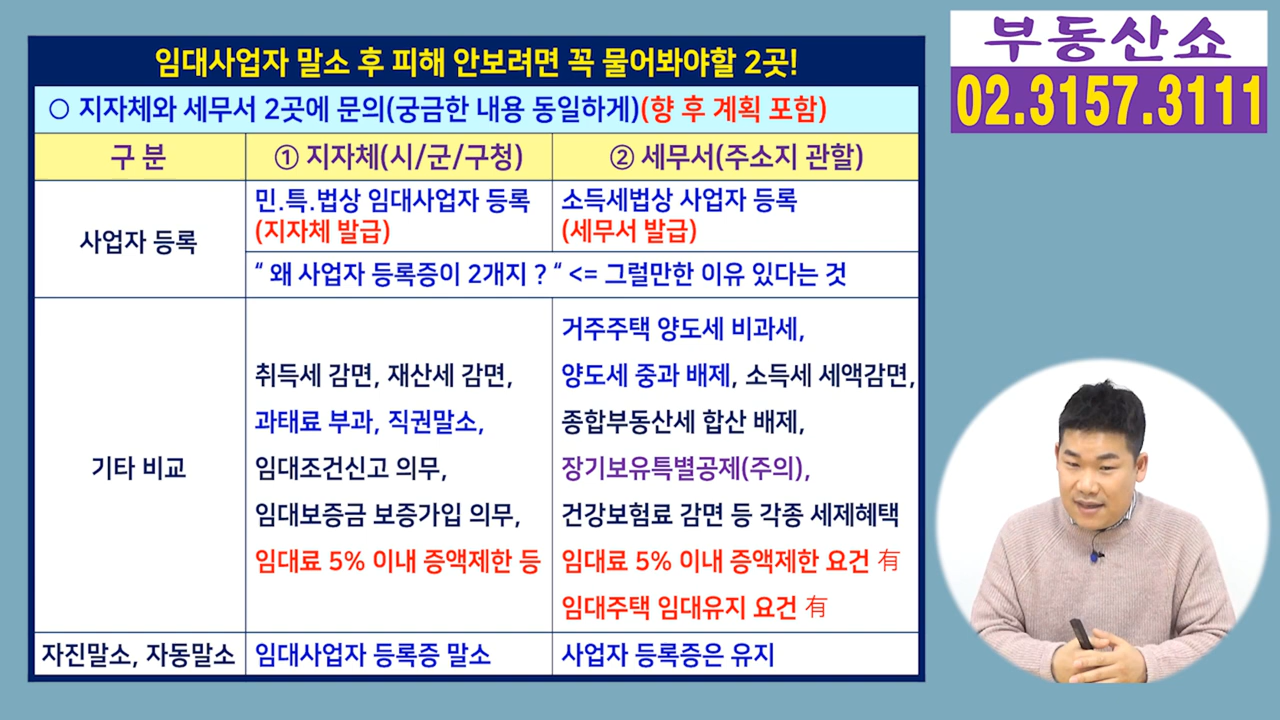 부동산쇼
02.3157.3111
임대사업자 말소 후 피해 안보려면 꼭 물어봐야할 2곳!
○ 지자체와 세무서 2곳에 문의(궁금한 내용 동일하게)(향 후 계획 포함)
구 분
① 지자체(시/군/구청)
② 세무서(주소지 관할)
사업자 등록
민.특.법상 임대사업자 등록
(지자체 발급)
소득세법상 사업자 등록
(세무서 발급)
“ 왜 사업자 등록증이 2개지 ? “ <= 그럴만한 이유 있다는 것
기타 비교
취득세 감면, 재산세 감면,
과태료 부과, 직권말소,
임대조건신고 의무,
임대보증금 보증가입 의무,
임대료 5% 이내 증액제한 등
거주주택 양도세 비과세,
양도세 중과 배제, 소득세 세액감면,
종합부동산세 합산 배제,
장기보유특별공제(주의),
건강보험료 감면 등 각종 세제혜택
임대료 5% 이내 증액제한 요건 有
임대주택 임대유지 요건 有
자진말소, 자동말소
임대사업자 등록증 말소
사업자 등록증은 유지